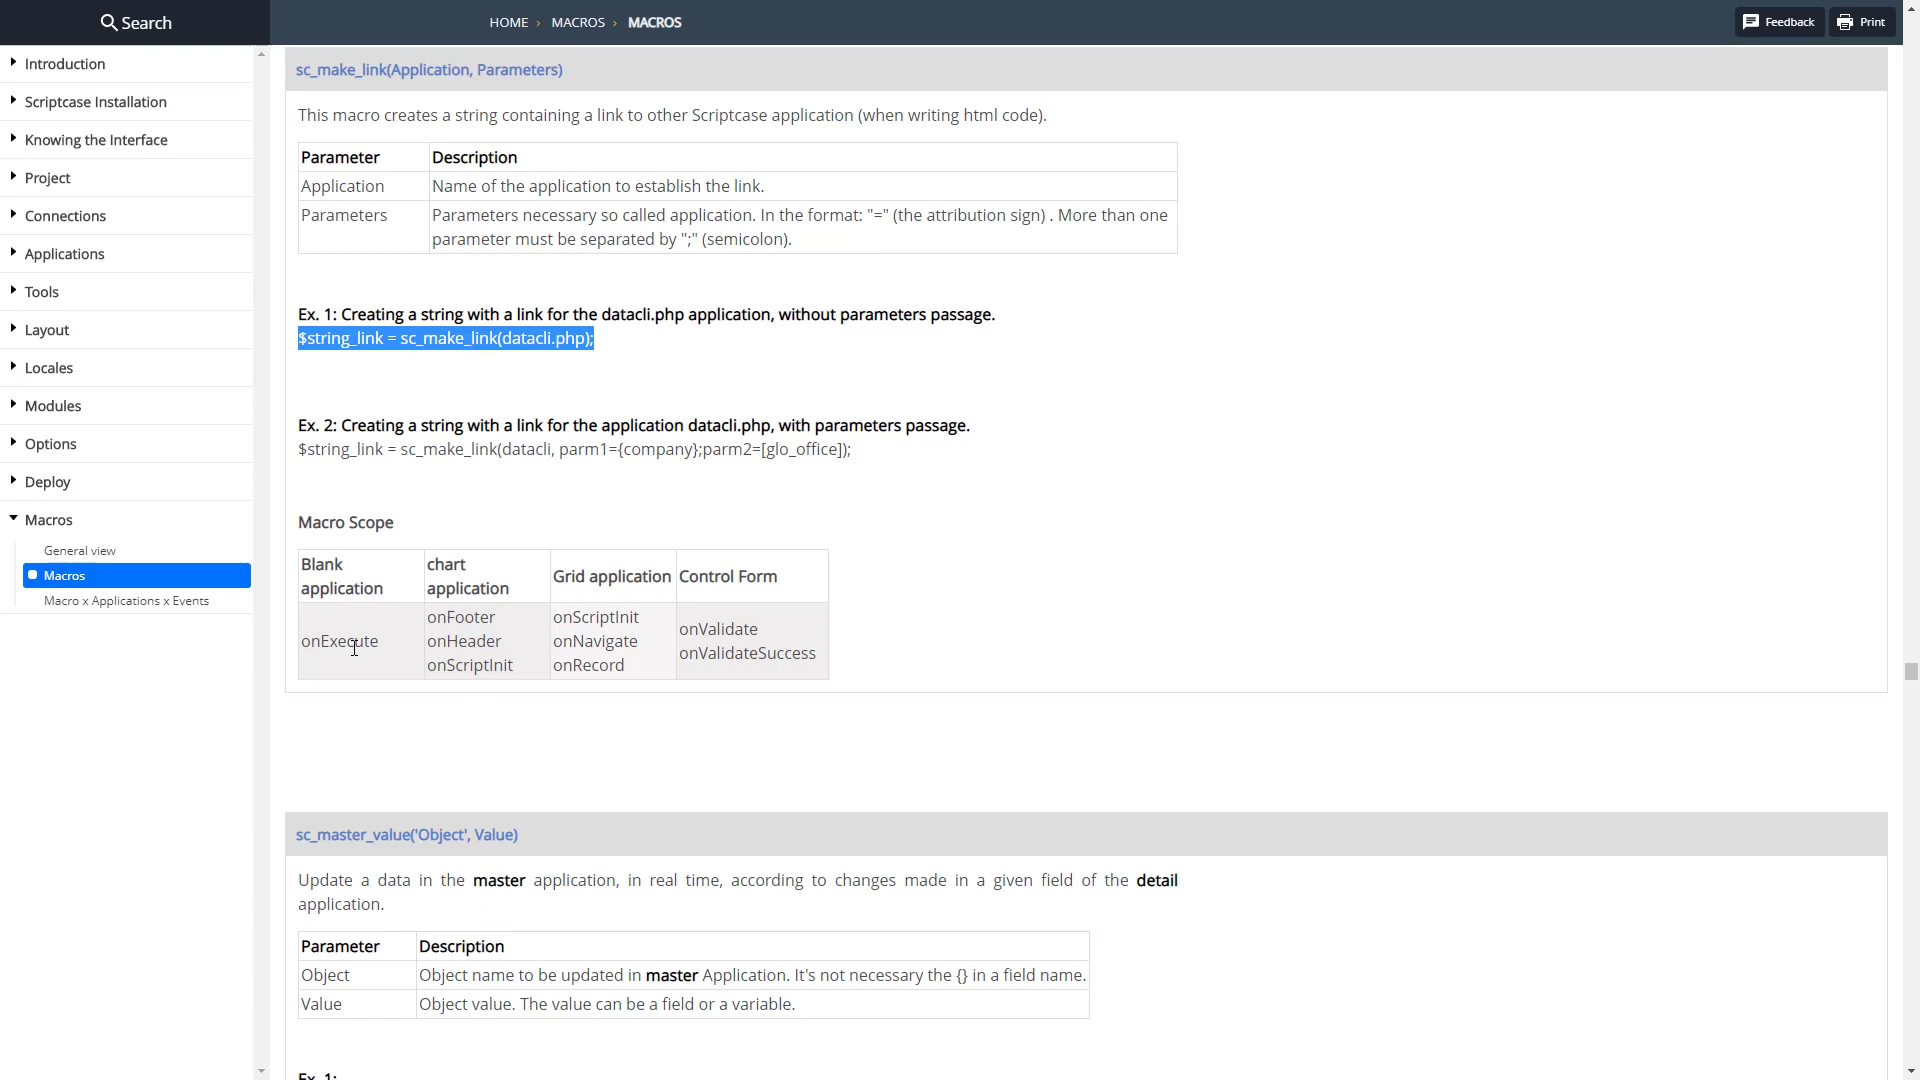 Search
HOME › MACROS › MACROS
Feedback
Print
Introduction
Scriptcase Installation
Knowing the Interface
Project
Connections
Applications
Tools
Layout
Locales
Modules
Options
Deploy
Macros
General view
Macros
Macro x Applications x Events
sc_make_link(Application, Parameters)
This macro creates a string containing a link to other Scriptcase application (when writing html code).
Parameter Description
Application Name of the application to establish the link.
Parameters Parameters necessary so called application. In the format: "=" (the attribution sign) . More than one
parameter must be separated by ";" (semicolon).
Ex. 1: Creating a string with a link for the datacli.php application, without parameters passage.
$string_link = sc_make_link(datacli.php);
Ex. 2: Creating a string with a link for the application datacli.php, with parameters passage.
$string_link = sc_make_link(datacli, parm1={company};parm2=[glo_office]);
Macro Scope
Blank
application
chart
application
Grid application
Control Form
onExecute
onFooter
onHeader
onScriptInit
onScriptInit
onNavigate
onRecord
onValidate
onValidateSuccess
sc_master_value('Object', Value)
Update a data in the master application, in real time, according to changes made in a given field of the detail
application.
Parameter Description
Object Object name to be updated in master Application. It's not necessary the {} in a field name.
Value Object value. The value can be a field or a variable.
Ex. 1: